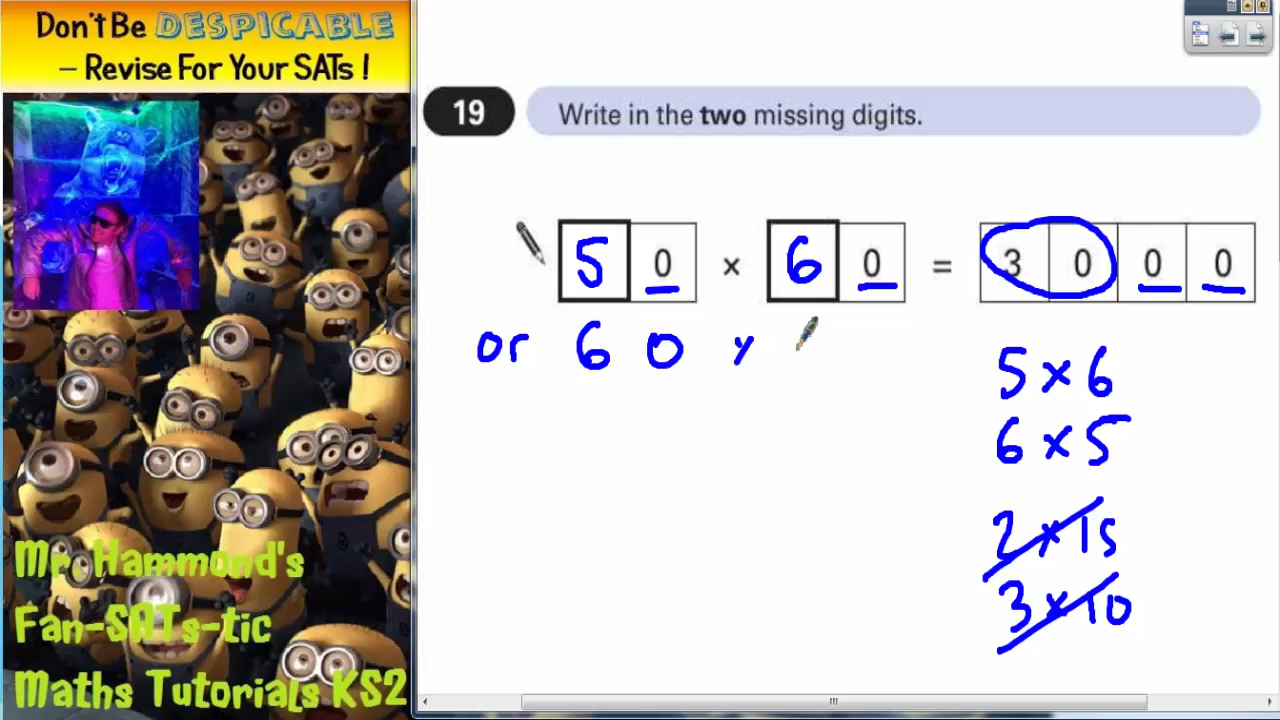 Don't Be DESPICABLE
– Revise For Your SATs !
19 Write in the two missing digits.
5 0 × 6 0 = 3 0 0 0
or 6 0 x
5 × 6
6 × 5
2 × 15
3 × 10
Mr. Hammond's
Fan-SATs-tic
Maths Tutorials KS2